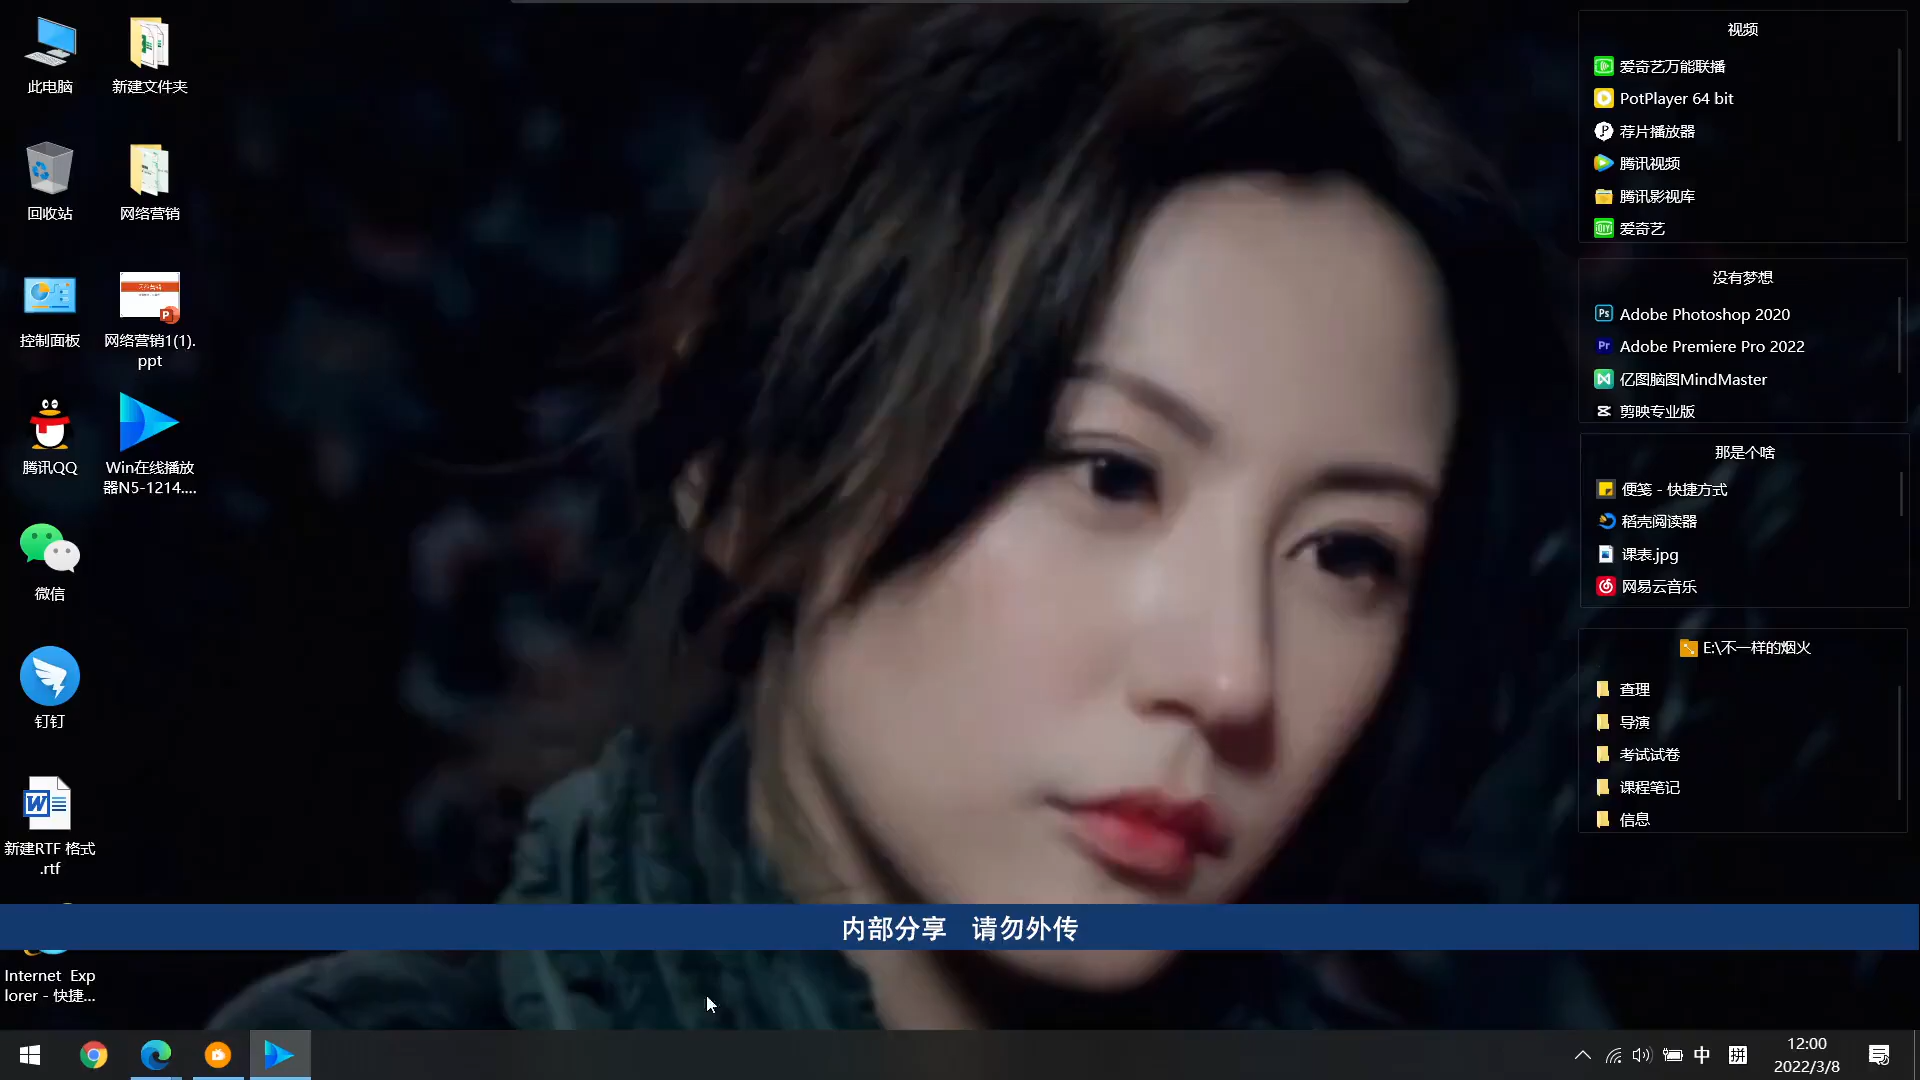 此电脑
新建文件夹
回收站
网络营销
控制面板
网络营销1(1).
ppt
腾讯QQ
Win在线播放
器N5-1214....
微信
钉钉
W
新建RTF 格式
.rtf
Internet Exp
lorer - 快捷...
视频
爱奇艺万能联播
PotPlayer 64 bit
荐片播放器
腾讯视频
腾讯影视库
爱奇艺
没有梦想
Ps Adobe Photoshop 2020
Pr Adobe Premiere Pro 2022
亿图脑图MindMaster
剪映专业版
那是个啥
便笺 - 快捷方式
稻壳阅读器
课表.jpg
网易云音乐
E:\不一样的烟火
查理
导演
考试试卷
课程笔记
信息
内部分享 请勿外传
中
拼
12:00
2022/3/8